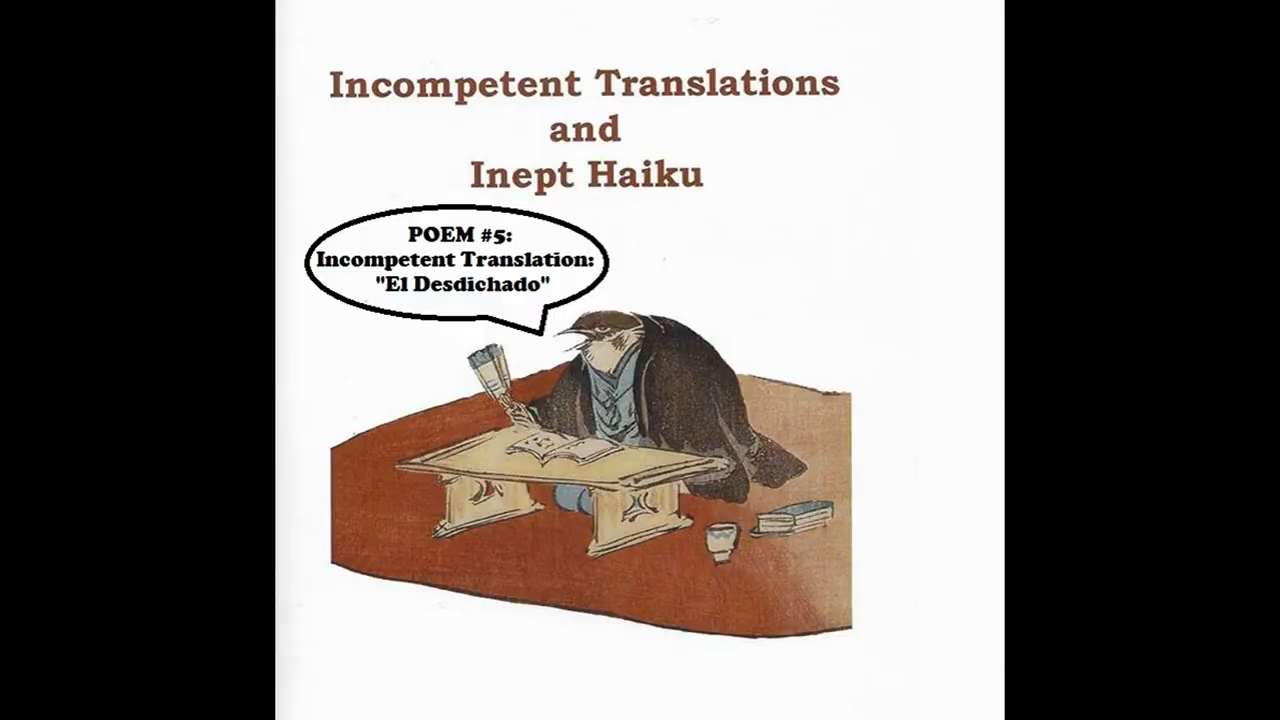 Incompetent Translations
and
Inept Haiku
POEM #5:
Incompetent Translation:
"El Desdichado"